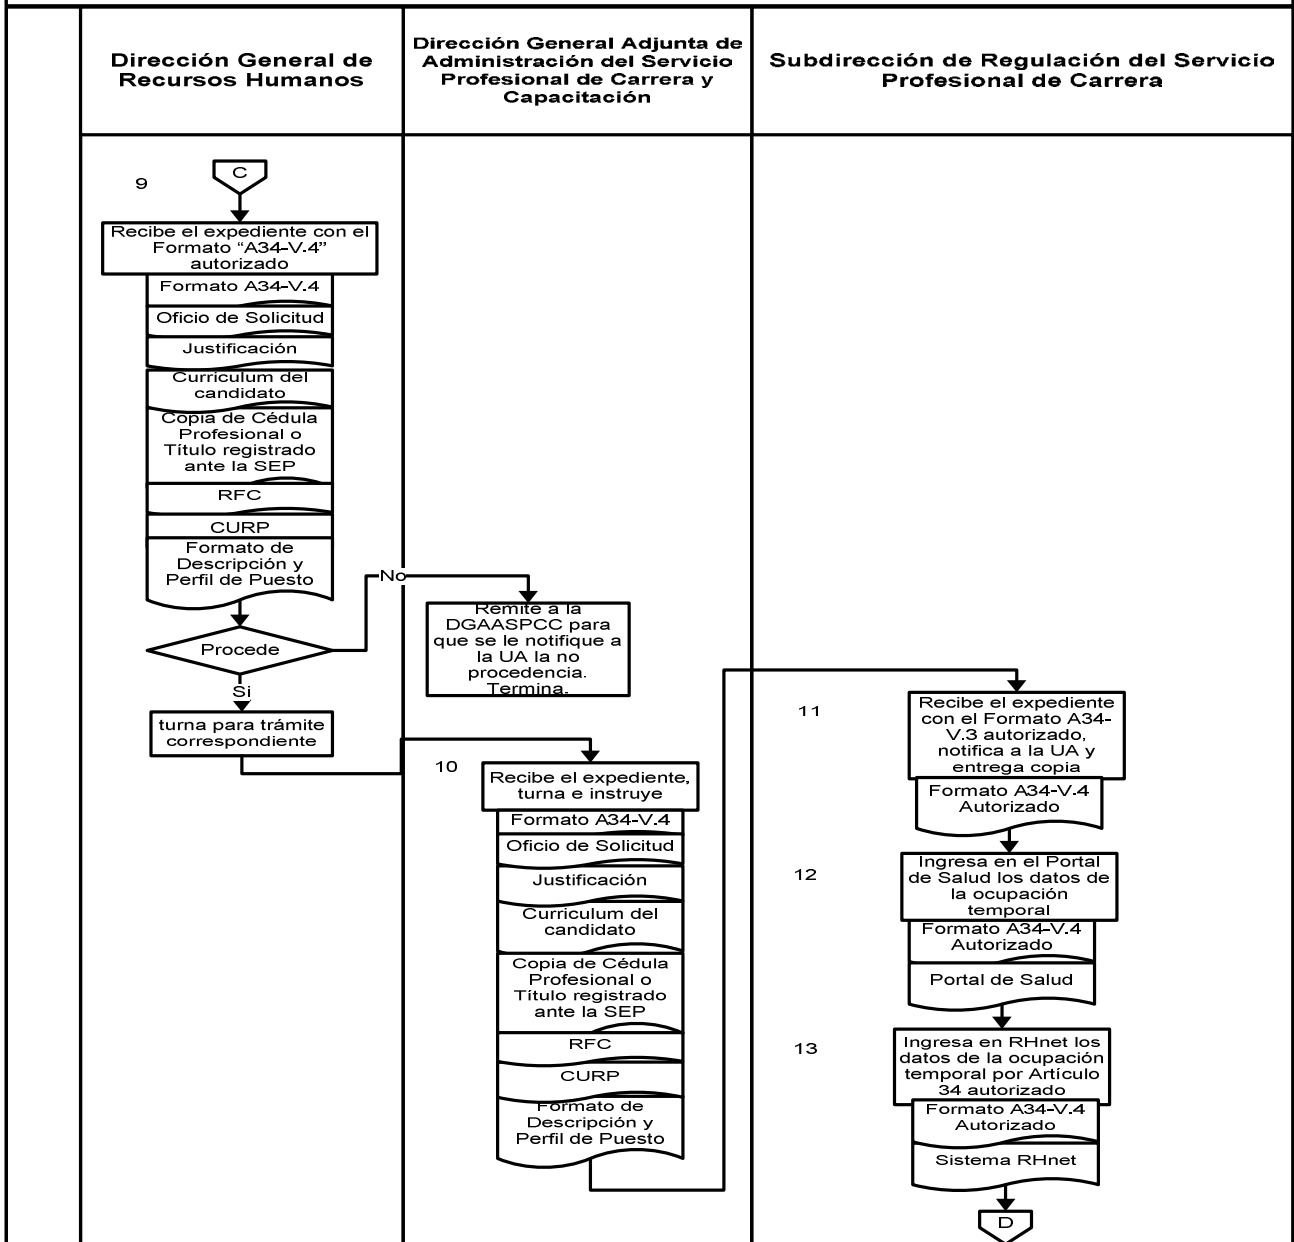 Dirección General de
Recursos Humanos
Dirección General Adjunta de
Administración del Servicio
Profesional de Carrera y
Capacitación
Subdirección de Regulación del Servicio
Profesional de Carrera
9
C
Recibe el expediente con el
Formato “A34-V.4”
autorizado
Formato A34-V.4
Oficio de Solicitud
Justificación
Curriculum del
candidato
Copia de Cédula
Profesional o
Título registrado
ante la SEP
RFC
CURP
Formato de
Descripción y
Perfil de Puesto
Procede
No
Si
turna para trámite
correspondiente
Remite a la
DGAASPCC para
que se le notifique a
la UA la no
procedencia.
Termina.
10
Recibe el expediente,
turna e instruye
Formato A34-V.4
Oficio de Solicitud
Justificación
Curriculum del
candidato
Copia de Cédula
Profesional o
Título registrado
ante la SEP
RFC
CURP
Formato de
Descripción y
Perfil de Puesto
11
Recibe el expediente
con el Formato A34-
V.3 autorizado,
notifica a la UA y
entrega copia
Formato A34-V.4
Autorizado
12
Ingresa en el Portal
de Salud los datos de
la ocupación
temporal
Formato A34-V.4
Autorizado
Portal de Salud
13
Ingresa en RHnet los
datos de la ocupación
temporal por Artículo
34 autorizado
Formato A34-V.4
Autorizado
Sistema RHnet
D